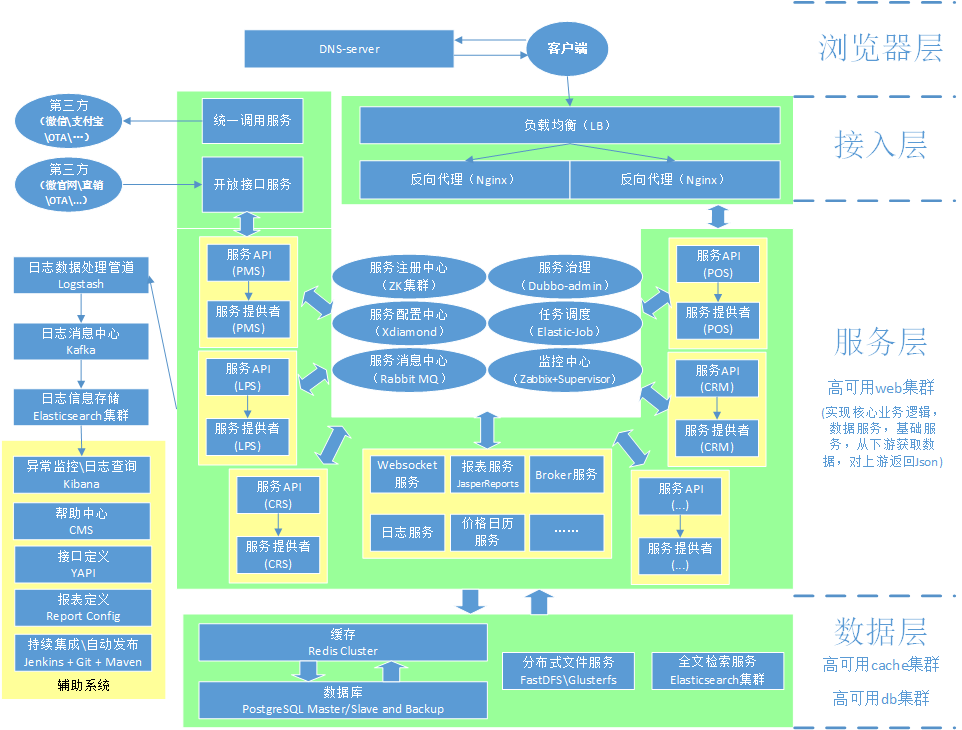 DNS-server
客户端
浏览器层
第三方
（微信\支付宝
\OTA\…）
统一调用服务
第三方
（微官网\直销
\OTA\...）
开放接口服务
负载均衡（LB）
反向代理（Nginx）
反向代理（Nginx）
接入层
日志数据处理管道
Logstash
日志消息中心
Kafka
日志信息存储
Elasticsearch集群
异常监控\日志查询
Kibana
帮助中心
CMS
接口定义
YAPI
报表定义
Report Config
持续集成\自动发布
Jenkins + Git + Maven
辅助系统
服务API
(PMS)
服务提供者
(PMS)
服务API
(LPS)
服务提供者
(LPS)
服务API
(CRS)
服务提供者
(CRS)
服务注册中心
（ZK集群）
服务治理
（Dubbo-admin）
服务配置中心
（Xdiamond）
任务调度
（Elastic-Job）
服务消息中心
（Rabbit MQ）
监控中心
（Zabbix+Supervisor）
Websocket
服务
报表服务
JasperReports
Broker服务
日志服务
价格日历
服务
……
服务API
(POS)
服务提供者
(POS)
服务API
(CRM)
服务提供者
(CRM)
服务API
(...)
服务提供者
(...)
服务层
高可用web集群
(实现核心业务逻辑，
数据服务，基础服
务，从下游获取数
据，对上游返回Json)
缓存
Redis Cluster
数据库
PostgreSQL Master/Slave and Backup
分布式文件服务
FastDFS\Glusterfs
全文检索服务
Elasticsearch集群
数据层
高可用cache集群
高可用db集群